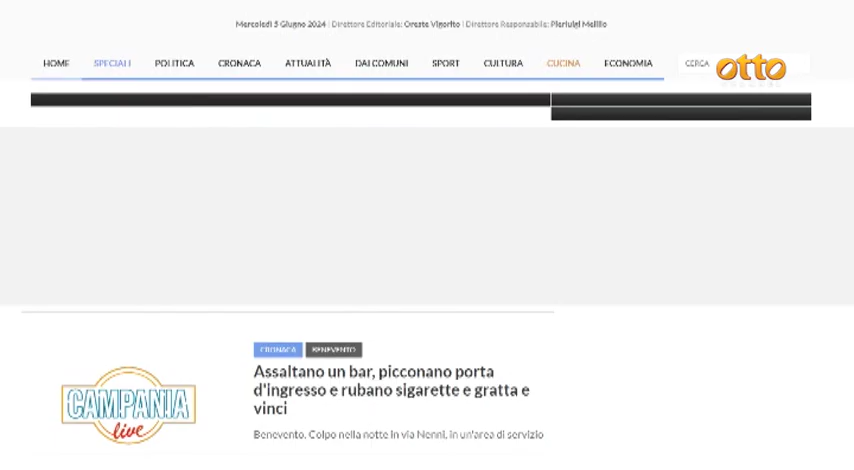 Mercoledì 5 Giugno 2024 | Direttore Editoriale: Oreste Vigorito | Direttore Responsabile: Pierluigi Melillo
HOME SPECIALI POLITICA CRONACA ATTUALITÀ DAI COMUNI SPORT CULTURA CUCINA ECONOMIA CERCA otto
CRONACA BENEVENTO
Assaltano un bar, picconano porta
d'ingresso e rubano sigarette e gratta e
vinci
CAMPANIA
live
Benevento. Colpo nella notte in via Nenni, in un'area di servizio